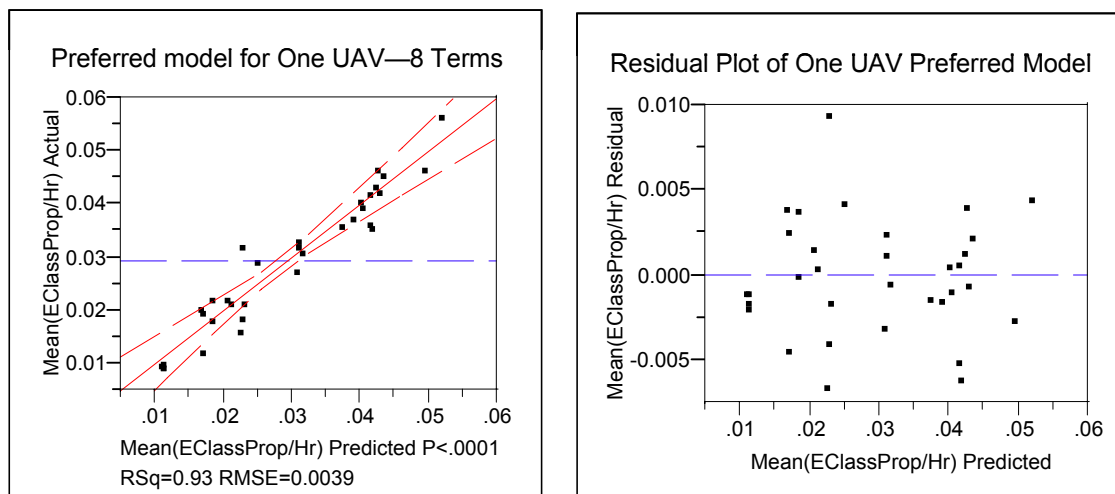 Preferred model for One UAV—8 Terms
Mean(EClassProp/Hr) Actual
0.06
0.05
0.04
0.03
0.02
0.01
.01 .02 .03 .04 .05 .06
Mean(EClassProp/Hr) Predicted P<.0001
RSq=0.93 RMSE=0.0039
Residual Plot of One UAV Preferred Model
Mean(EClassProp/Hr) Residual
0.010
0.005
0.000
-0.005
.01 .02 .03 .04 .05 .06
Mean(EClassProp/Hr) Predicted